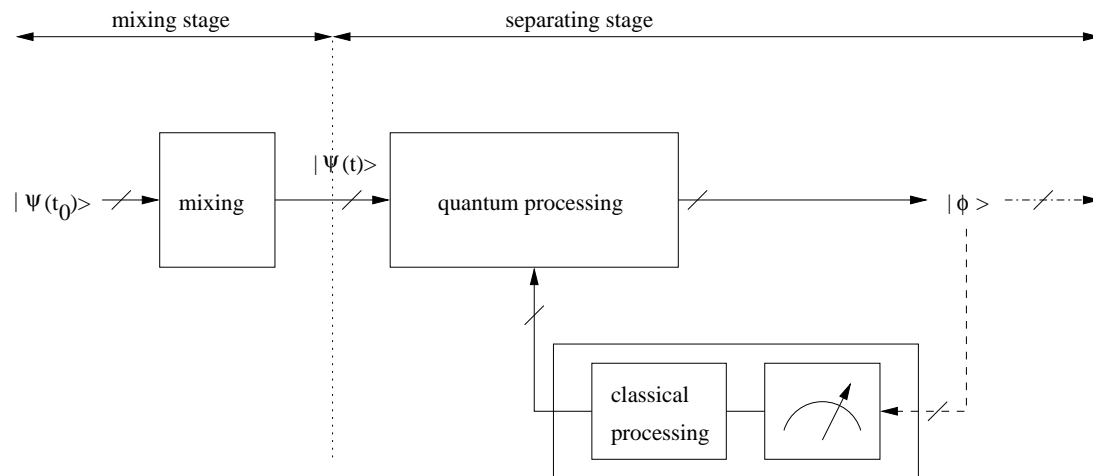 mixing stage
separating stage
| Ψ(t)>
| Ψ(t₀)>
mixing
quantum processing
| ϕ >
classical
processing